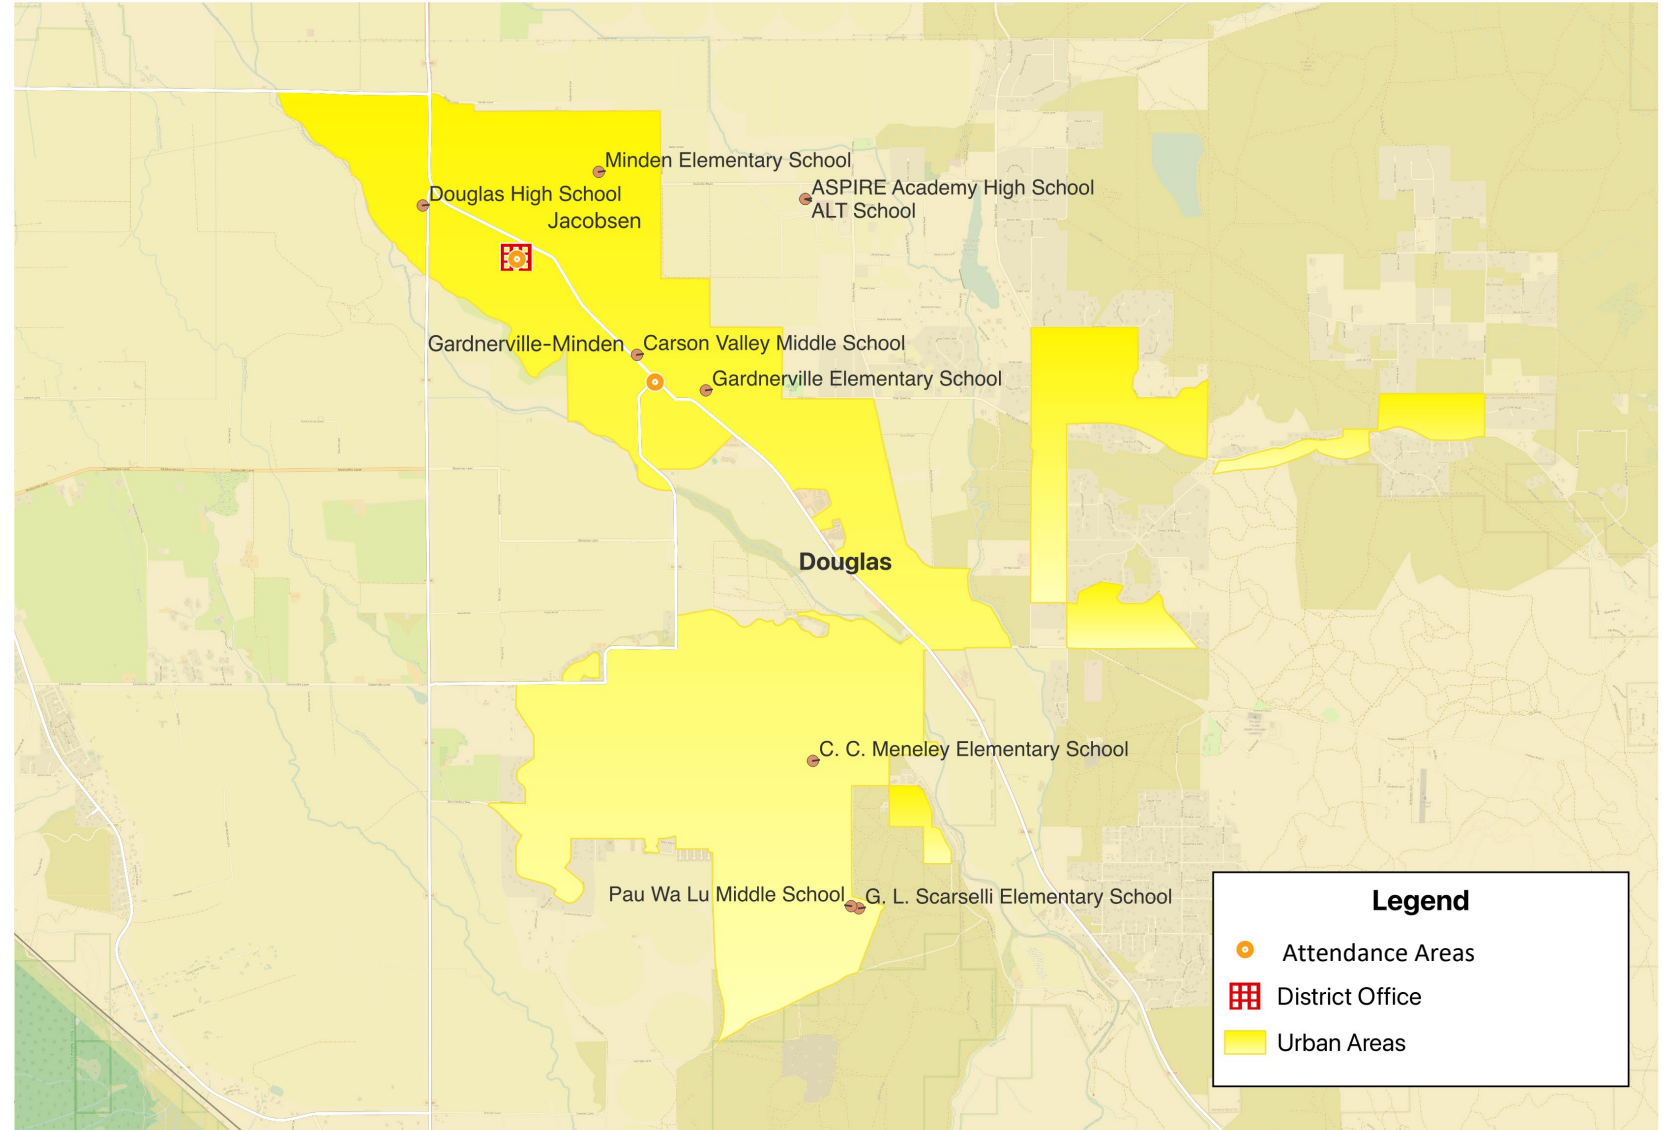 Minden Elementary School
ASPIRE Academy High School
Douglas High School
ALT School
Jacobsen
Gardnerville-Minden
Carson Valley Middle School
Gardnerville Elementary School
Douglas
C. C. Meneley Elementary School
Pau Wa Lu Middle School
G. L. Scarselli Elementary School
Legend
Attendance Areas
District Office
Urban Areas